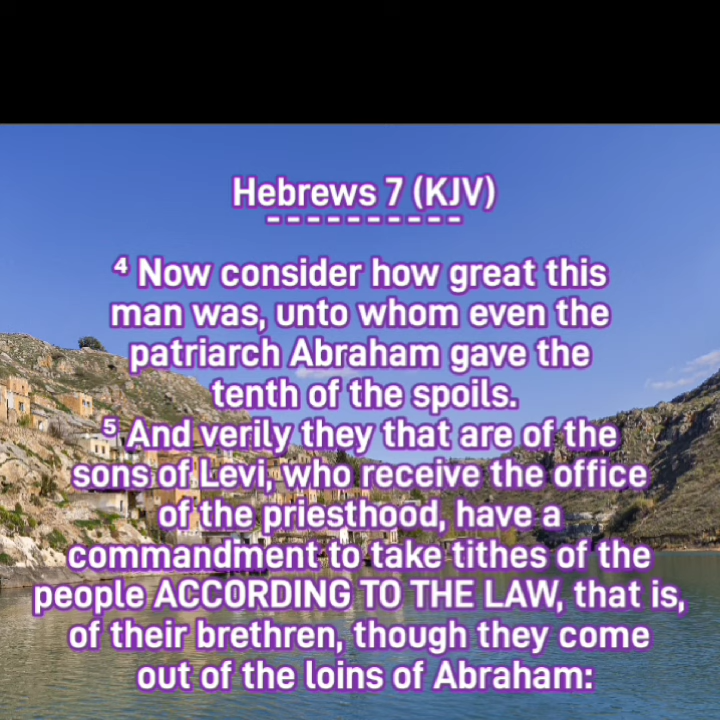 Hebrews 7 (KJV)
----------
⁴ Now consider how great this
man was, unto whom even the
patriarch Abraham gave the
tenth of the spoils.
⁵ And verily they that are of the
sons of Levi, who receive the office
of the priesthood, have a
commandment to take tithes of the
people ACCORDING TO THE LAW, that is,
of their brethren, though they come
out of the loins of Abraham: